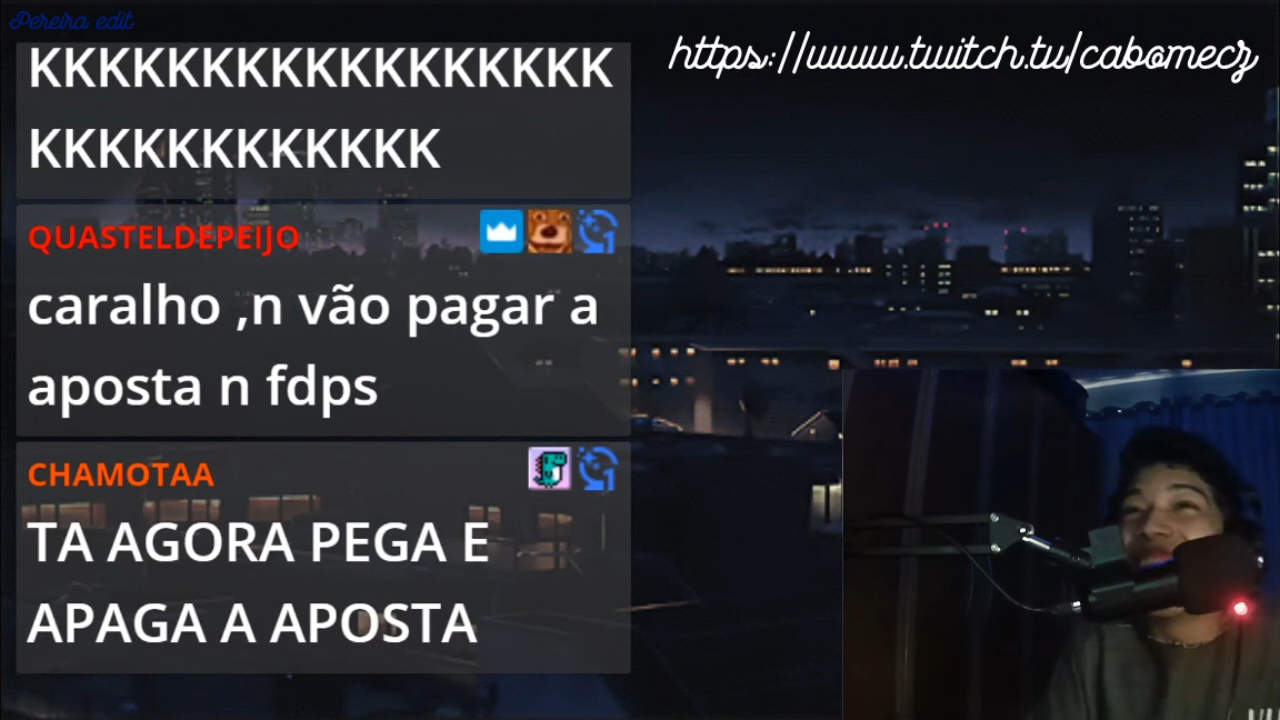 Pereira edit
https://www.twitch.tv/cabomecz
KKKKKKKKKKKKKKKKK
KKKKKKKKKKKK
QUASTELDEPEIJO
caralho ,n vão pagar a
aposta n fdps
CHAMOTAA
TA AGORA PEGA E
APAGA A APOSTA